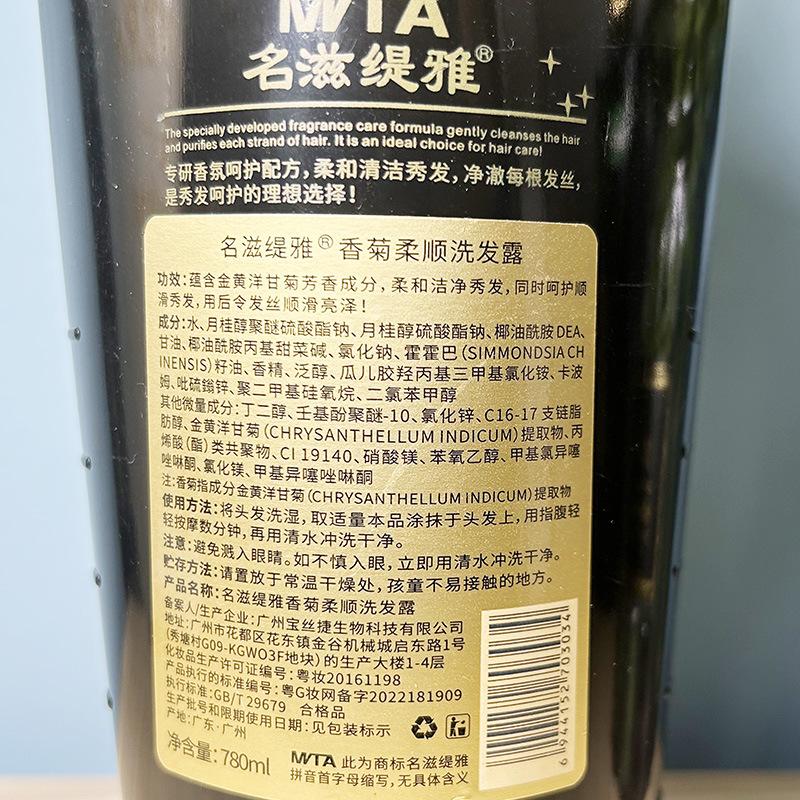 MVTA
名滋缇雅®
The specially developed fragrance care formula gently cleanses the hair
and purifies each strand of hair. It is an ideal choice for hair care!
专研香氛呵护配方，柔和清洁秀发，净澈每根发丝，
是秀发呵护的理想选择！
名滋缇雅®香菊柔顺洗发露
功效：蕴含金黄洋甘菊芳香成分，柔和洁净秀发，同时呵护顺
滑秀发，用后令发丝顺滑亮泽！
成分：水、月桂醇聚醚硫酸酯钠、月桂醇硫酸酯钠、椰油酰胺DEA、
甘油、椰油酰胺丙基甜菜碱、氯化钠、霍霍巴（SIMMONDSIA CH
INENSIS）籽油、香精、泛醇、瓜儿胶羟丙基三甲基氯化铵、卡波
姆、吡硫鎓锌、聚二甲基硅氧烷、二氯苯甲醇
其他微量成分：丁二醇、壬基酚聚醚-10、氯化锌、C16-17 支链脂
肪醇、金黄洋甘菊（CHRYSANTHELLUM INDICUM）提取物、丙
烯酸（酯）类共聚物、CI 19140、硝酸镁、苯氧乙醇、甲基氯异噻
唑啉酮、氯化镁、甲基异噻唑啉酮
注：香菊指成分金黄洋甘菊（CHRYSANTHELLUM INDICUM）提取物
使用方法：将头发洗湿，取适量本品涂抹于头发上，用指腹轻
轻按摩数分钟，再用清水冲洗干净。
注意：避免溅入眼睛。如不慎入眼，立即用清水冲洗干净。
贮存方法：请置放于常温干燥处，孩童不易接触的地方。
产品名称：名滋缇雅香菊柔顺洗发露
备案人/生产企业：广州宝丝捷生物科技有限公司
地址：广州市花都区花东镇金谷机械城启东路1号
（秀塘村G09-KGWO3F地块）的生产大楼1-4层
化妆品生产许可证编号：粤妆20161198
产品执行的标准编号：粤G妆网备字2022181909
执行标准：GB/T 29679 合格品
生产批号和限期使用日期：见包装标示
产地：广东·广州
净含量：780ml
MVTA 此为商标名滋缇雅
拼音首字母缩写，无具体含义
6944152703034